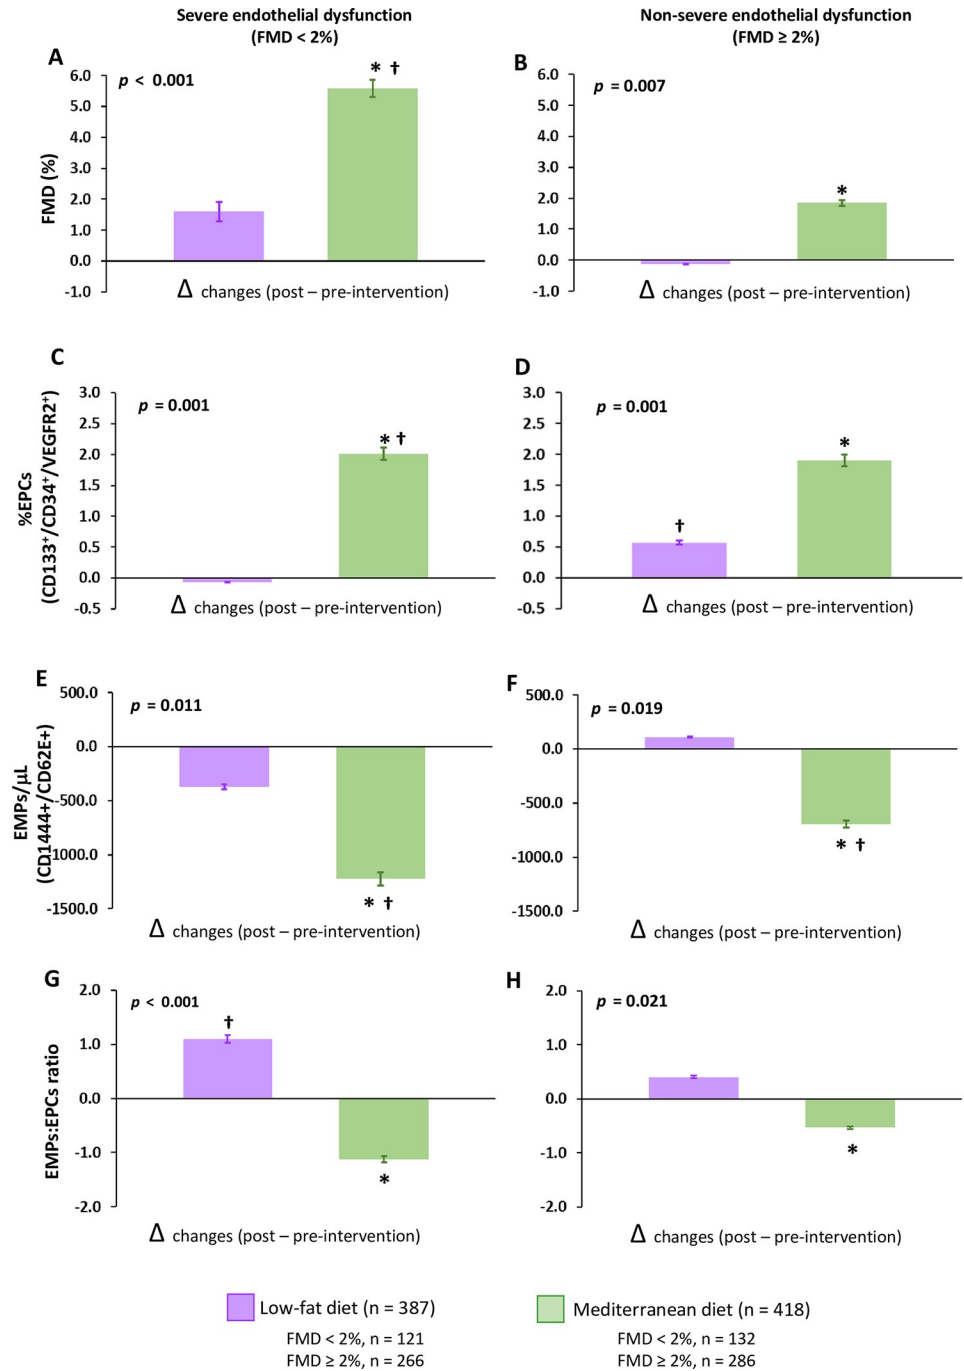 Severe endothelial dysfunction
(FMD < 2%)
Non-severe endothelial dysfunction
(FMD ≥ 2%)
A
p < 0.001
* †
FMD (%)
6.0
5.0
4.0
3.0
2.0
1.0
0.0
-1.0
Δ changes (post – pre-intervention)
B
p = 0.007
*
6.0
5.0
4.0
3.0
2.0
1.0
0.0
-1.0
Δ changes (post – pre-intervention)
C
p = 0.001
* †
%EPCs
(CD133+/CD34+/VEGFR2+)
3.0
2.5
2.0
1.5
1.0
0.5
0.0
-0.5
Δ changes (post – pre-intervention)
D
p = 0.001
*
†
3.0
2.5
2.0
1.5
1.0
0.5
0.0
-0.5
Δ changes (post – pre-intervention)
E
p = 0.011
EMPs/µL
(CD1444+/CD62E+)
500.0
0.0
-500.0
-1000.0
-1500.0
* †
Δ changes (post – pre-intervention)
F
p = 0.019
500.0
0.0
-500.0
-1000.0
-1500.0
* †
Δ changes (post – pre-intervention)
G
p < 0.001
†
EMPs:EPCs ratio
2.0
1.0
0.0
-1.0
-2.0
*
Δ changes (post – pre-intervention)
H
p = 0.021
2.0
1.0
0.0
-1.0
-2.0
*
Δ changes (post – pre-intervention)
Low-fat diet (n = 387)
FMD < 2%, n = 121
FMD ≥ 2%, n = 266
Mediterranean diet (n = 418)
FMD < 2%, n = 132
FMD ≥ 2%, n = 286